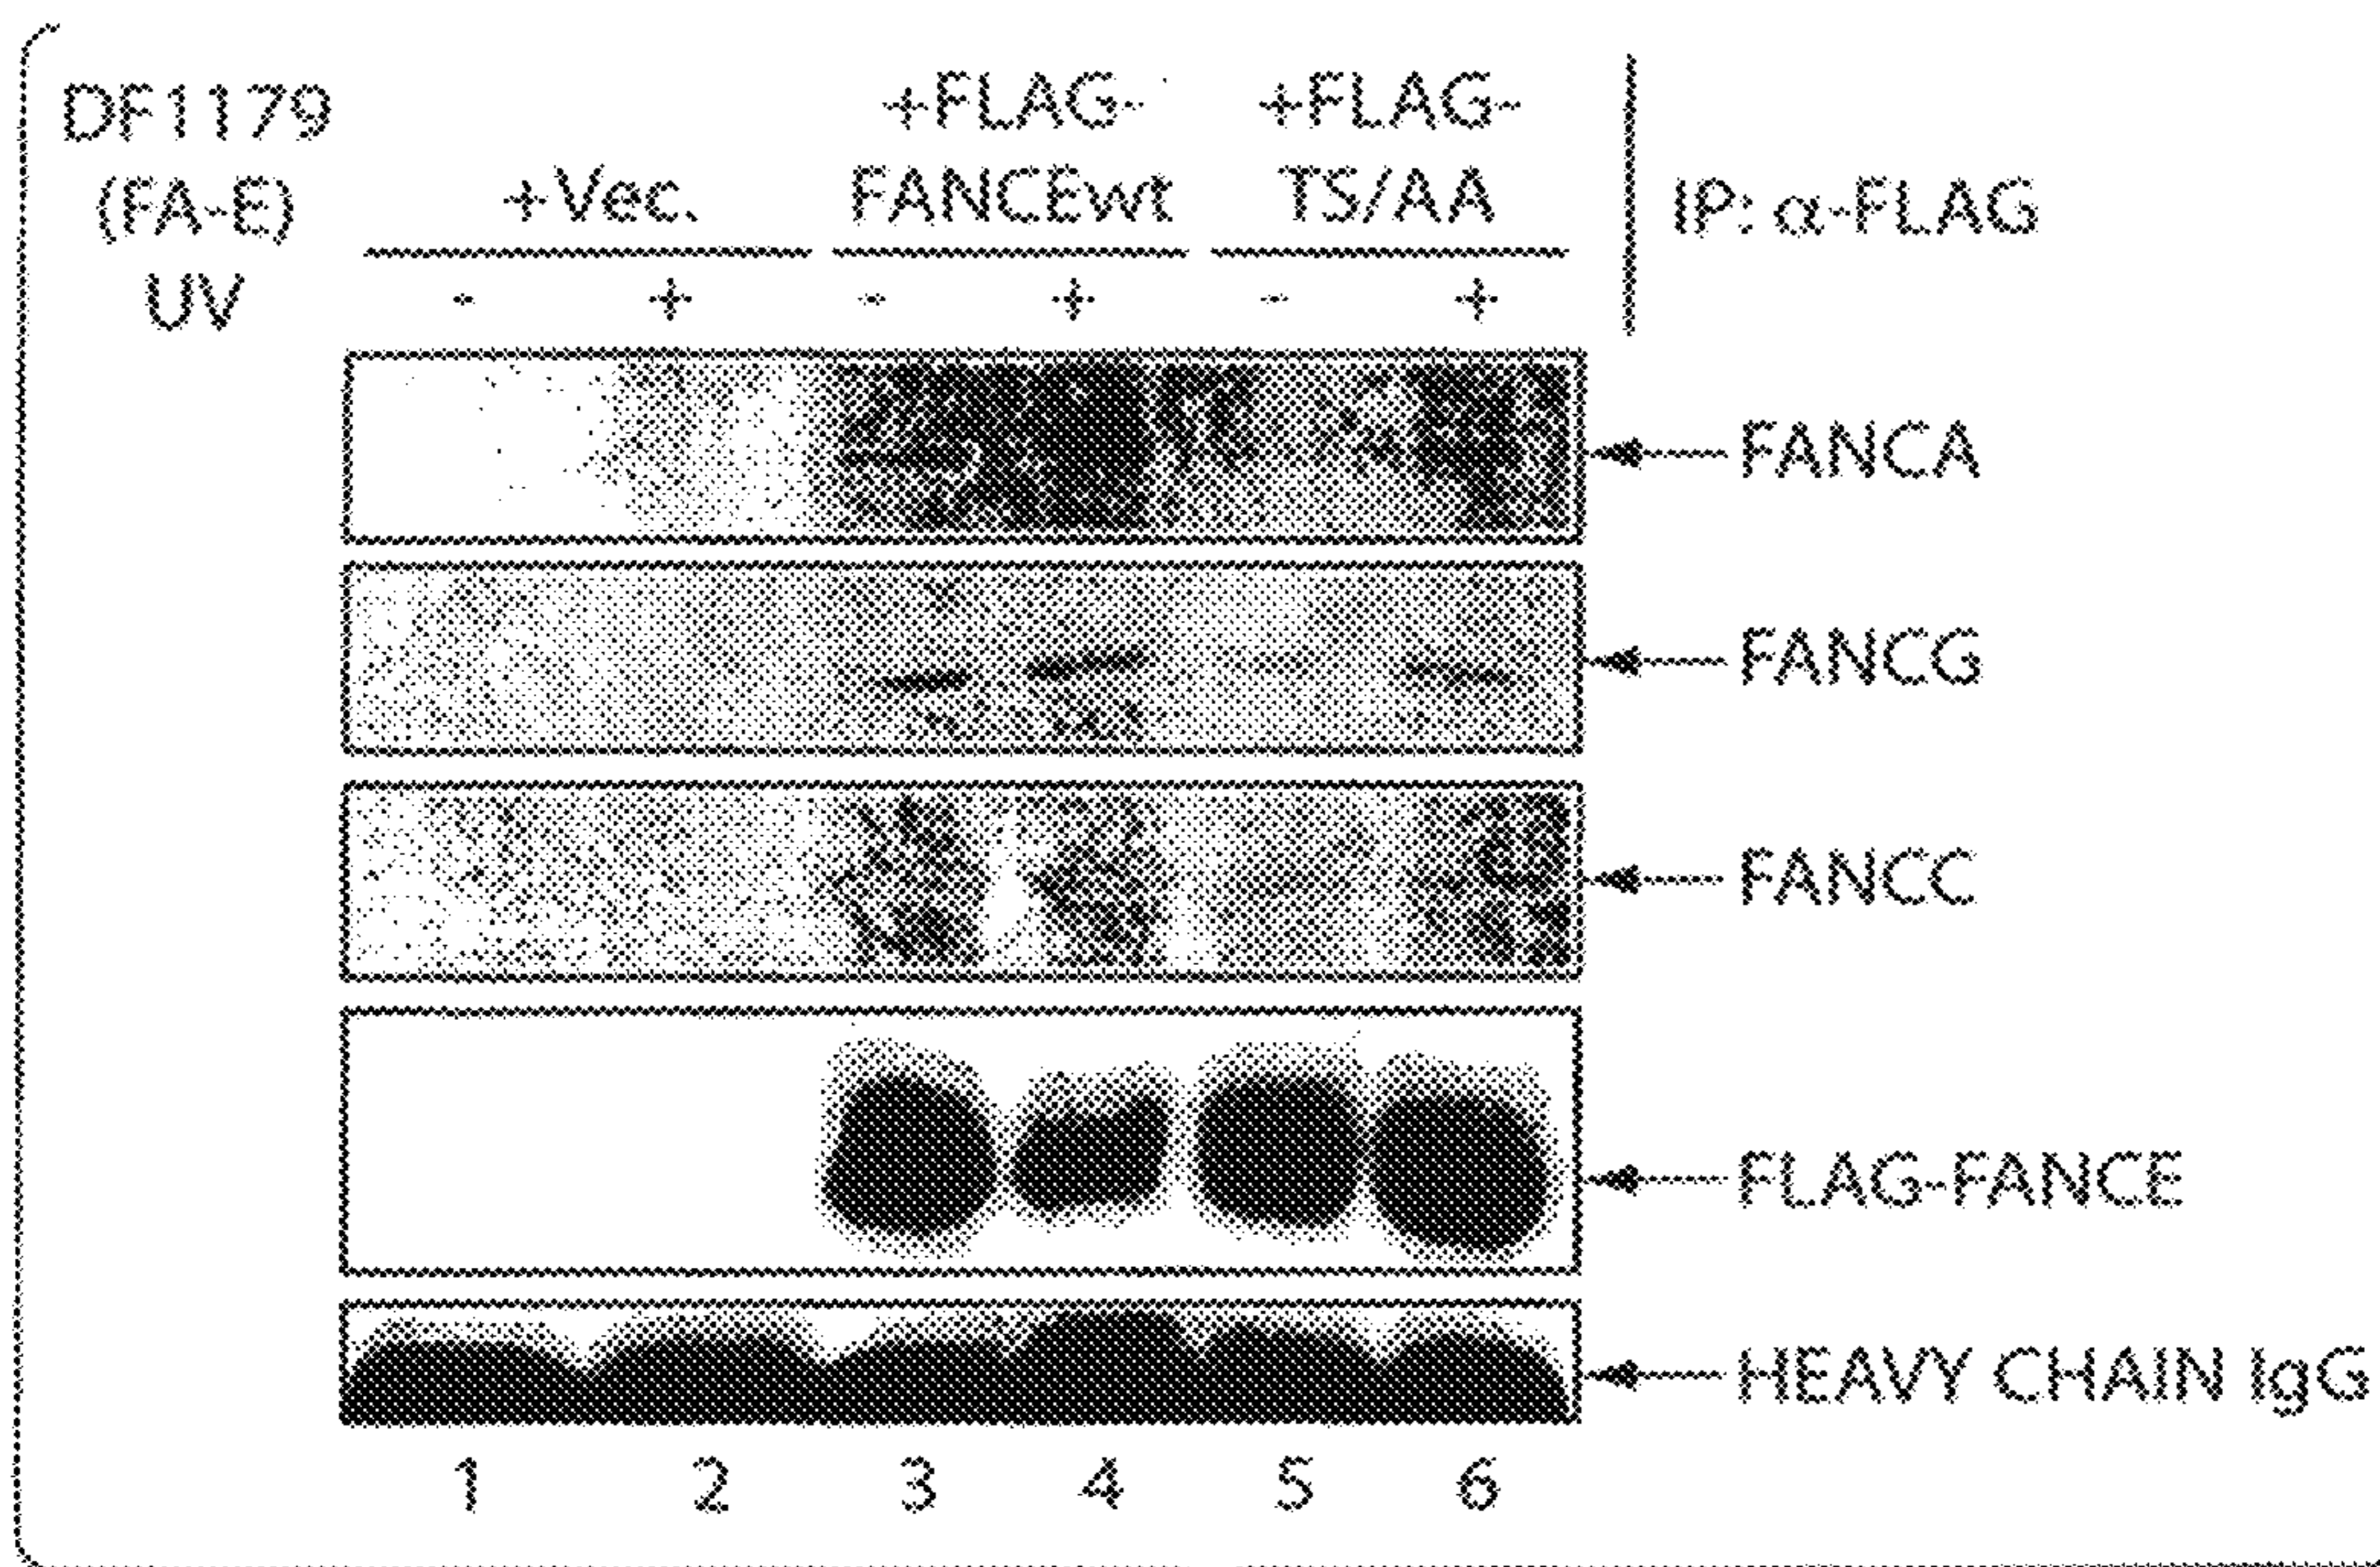 DF1179
(FA-E)
UV
+Vec.
+FLAG-
FANCEwt
+FLAG-
TS/AA
IP: α-FLAG
- + - + - +
FANCA
FANCG
FANCC
FLAG-FANCE
HEAVY CHAIN IgG
1 2 3 4 5 6